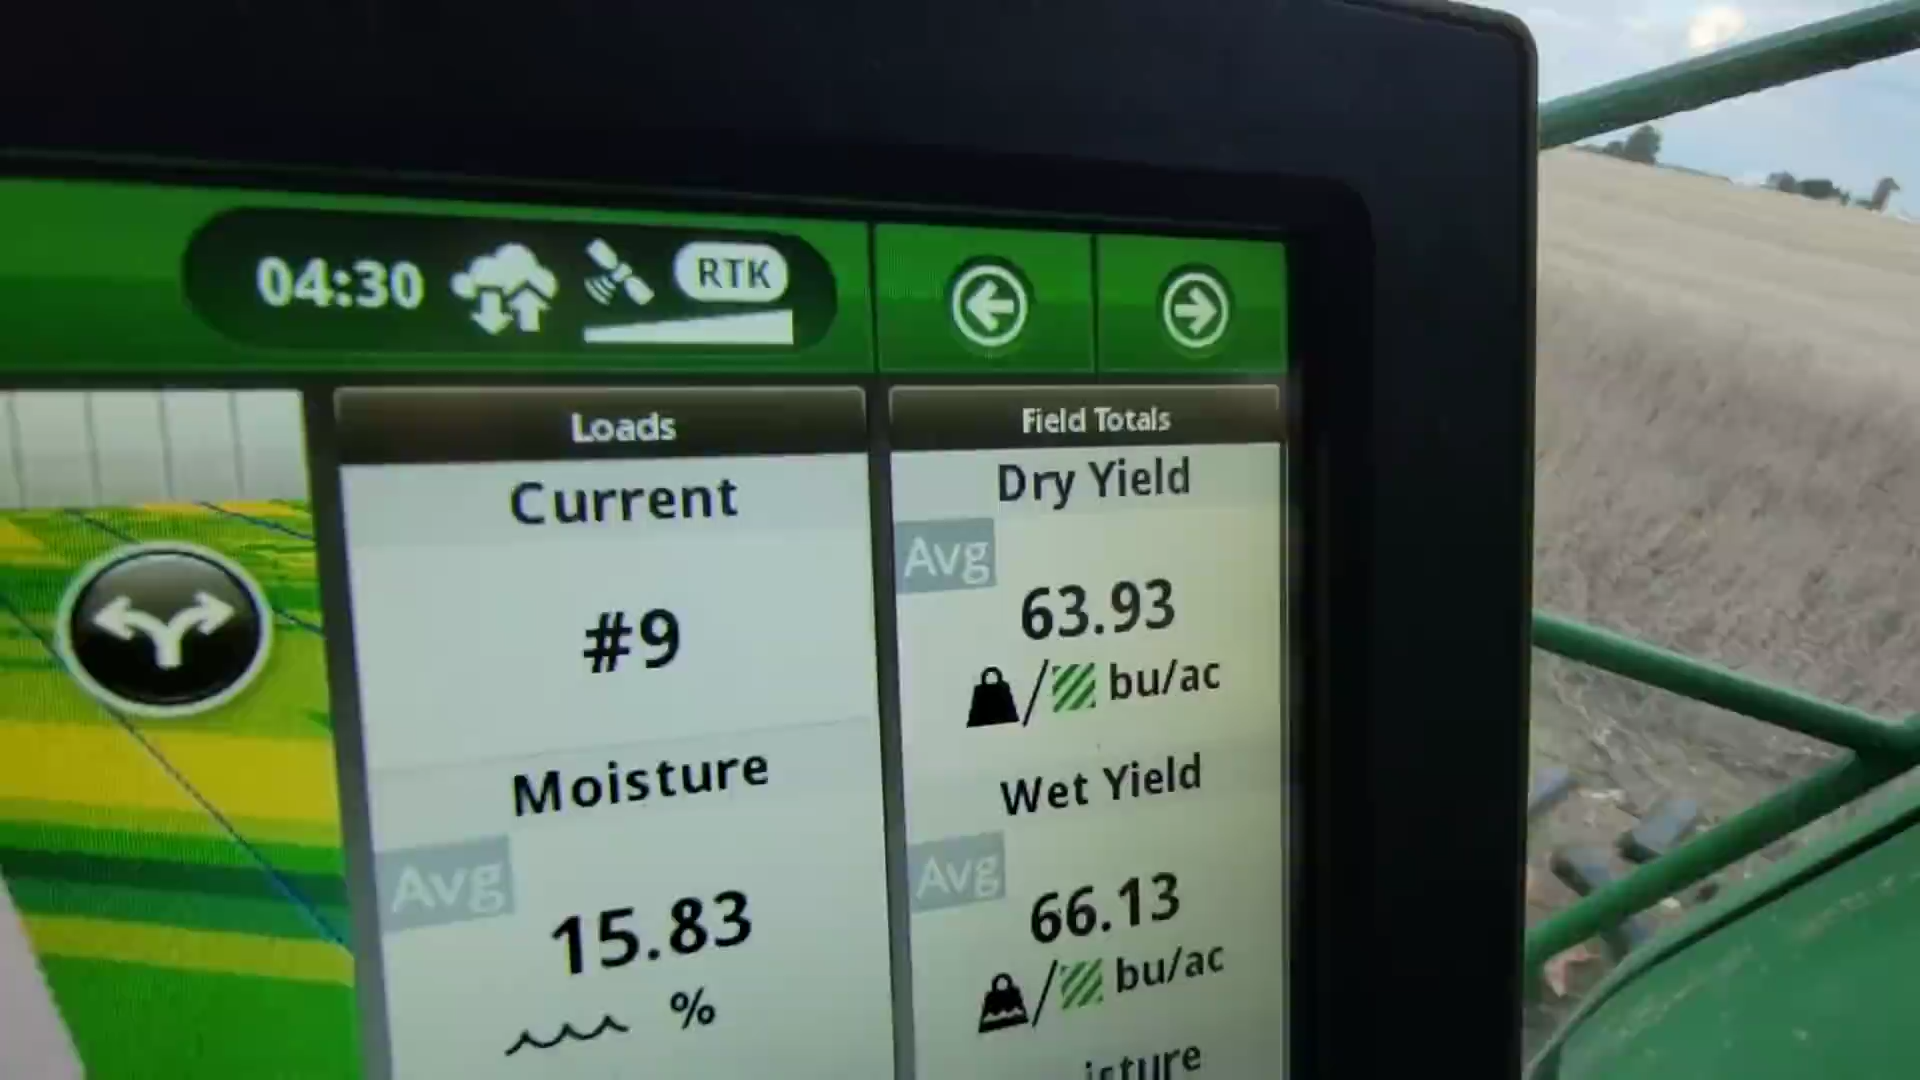 04:30
RTK
Loads
Current
#9
Moisture
Avg
15.83
%
Field Totals
Dry Yield
Avg
63.93
bu/ac
Wet Yield
Avg
66.13
bu/ac